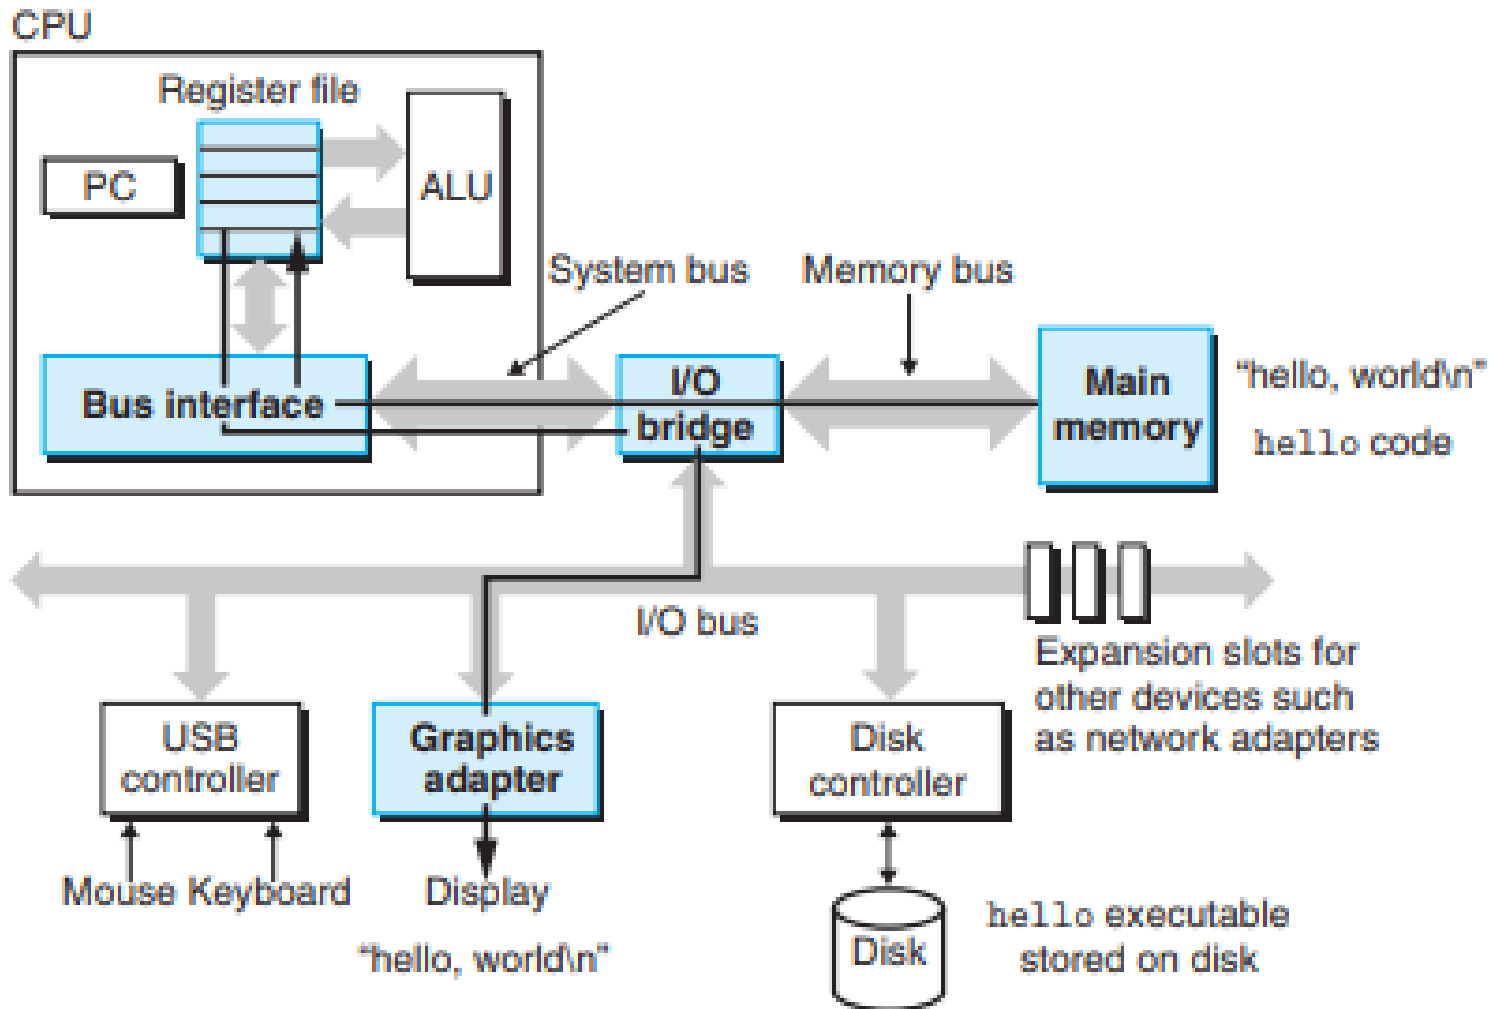 CPU
Register file
PC
ALU
System bus
Memory bus
Bus interface
I/O
bridge
Main
memory
"hello, world\n"
hello code
I/O bus
Expansion slots for
other devices such
as network adapters
USB
controller
Graphics
adapter
Disk
controller
Mouse Keyboard
Display
"hello, world\n"
Disk
hello executable
stored on disk